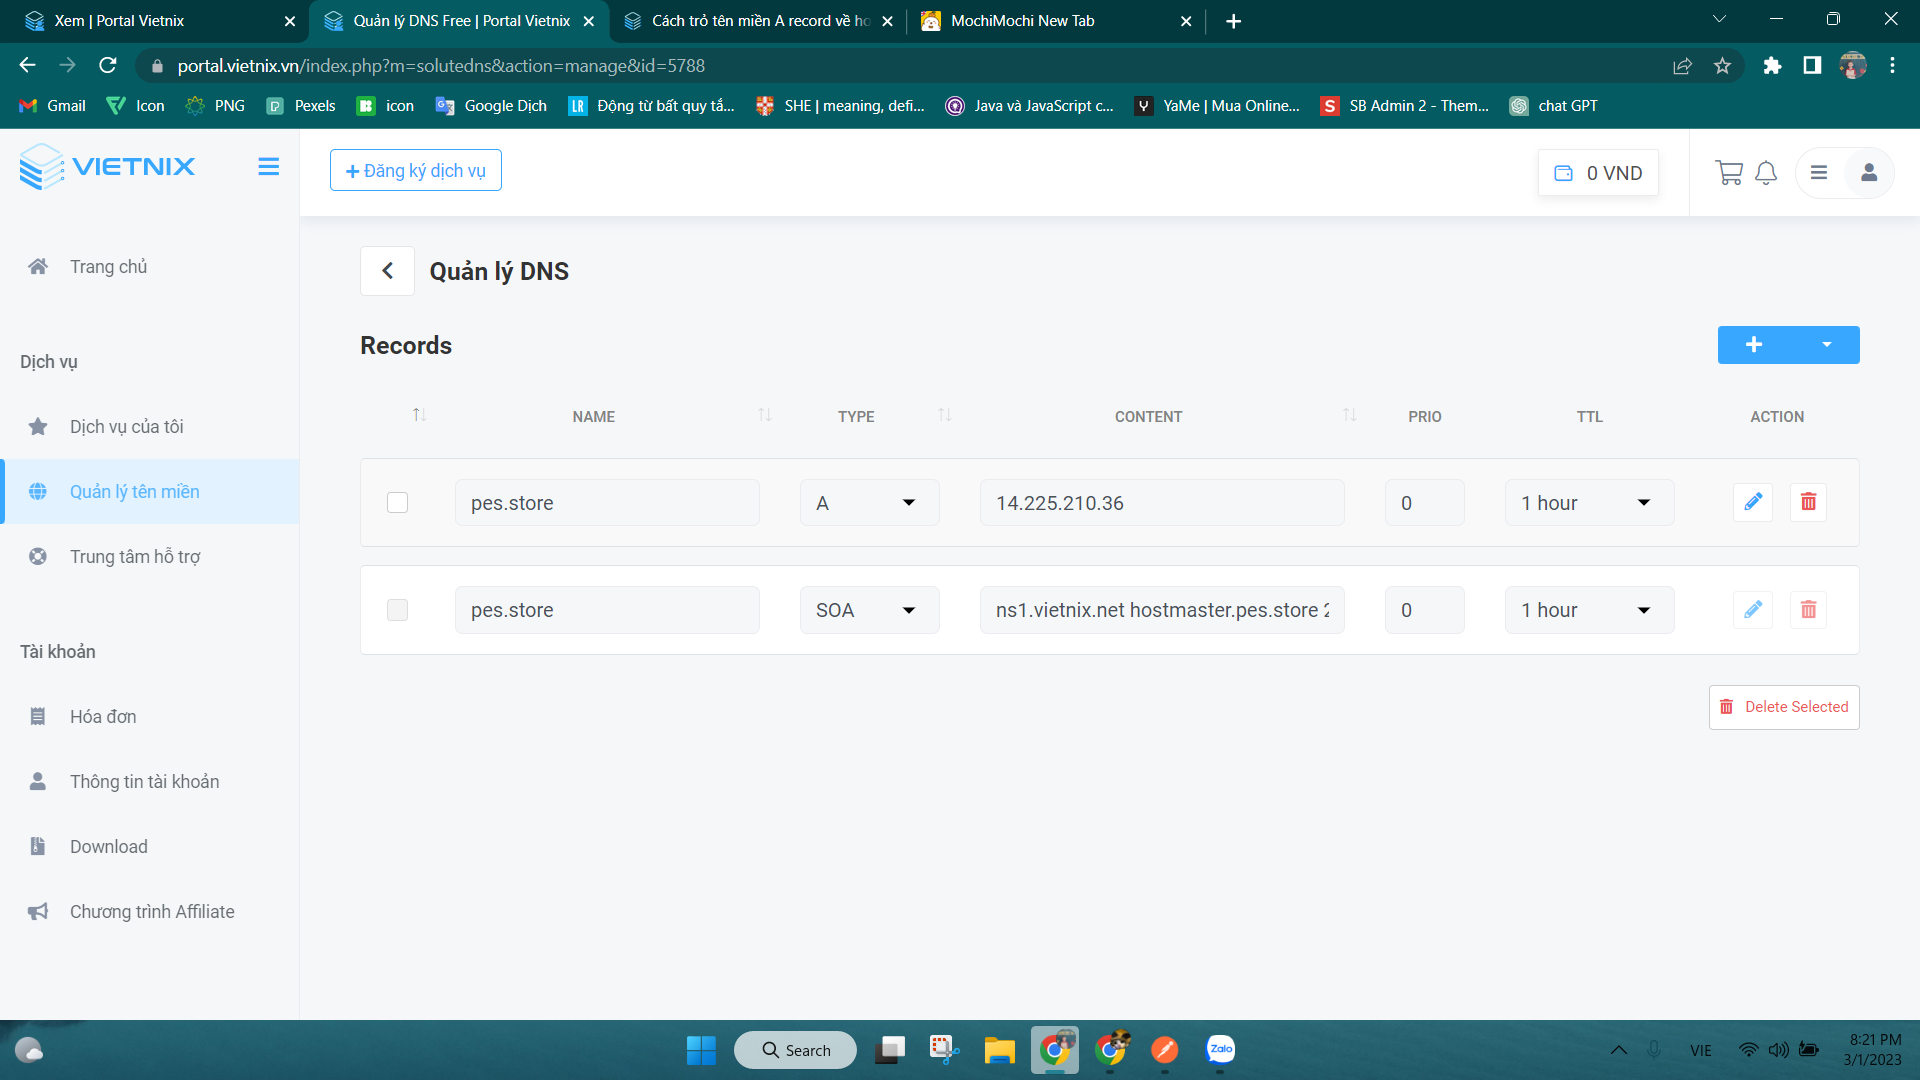 Xem | Portal Vietnix
Quản lý DNS Free | Portal Vietnix
Cách trỏ tên miền A record về ho
MochiMochi New Tab
portal.vietnix.vn/index.php?m=solutedns&action=manage&id=5788
Gmail
Icon
PNG
Pexels
icon
Google Dịch
Động từ bất quy tắ...
SHE | meaning, defi...
Java và JavaScript c...
YaMe | Mua Online...
SB Admin 2 - Them...
chat GPT
VIETNIX
Đăng ký dịch vụ
0 VND
Trang chủ
Dịch vụ
Dịch vụ của tôi
Quản lý tên miền
Trung tâm hỗ trợ
Tài khoản
Hóa đơn
Thông tin tài khoản
Download
Chương trình Affiliate
Quản lý DNS
Records
NAME TYPE CONTENT PRIO TTL ACTION
pes.store A 14.225.210.36 0 1 hour
pes.store SOA ns1.vietnix.net hostmaster.pes.store 2 0 1 hour
Delete Selected
Search
Zalo
VIE
8:21 PM
3/1/2023